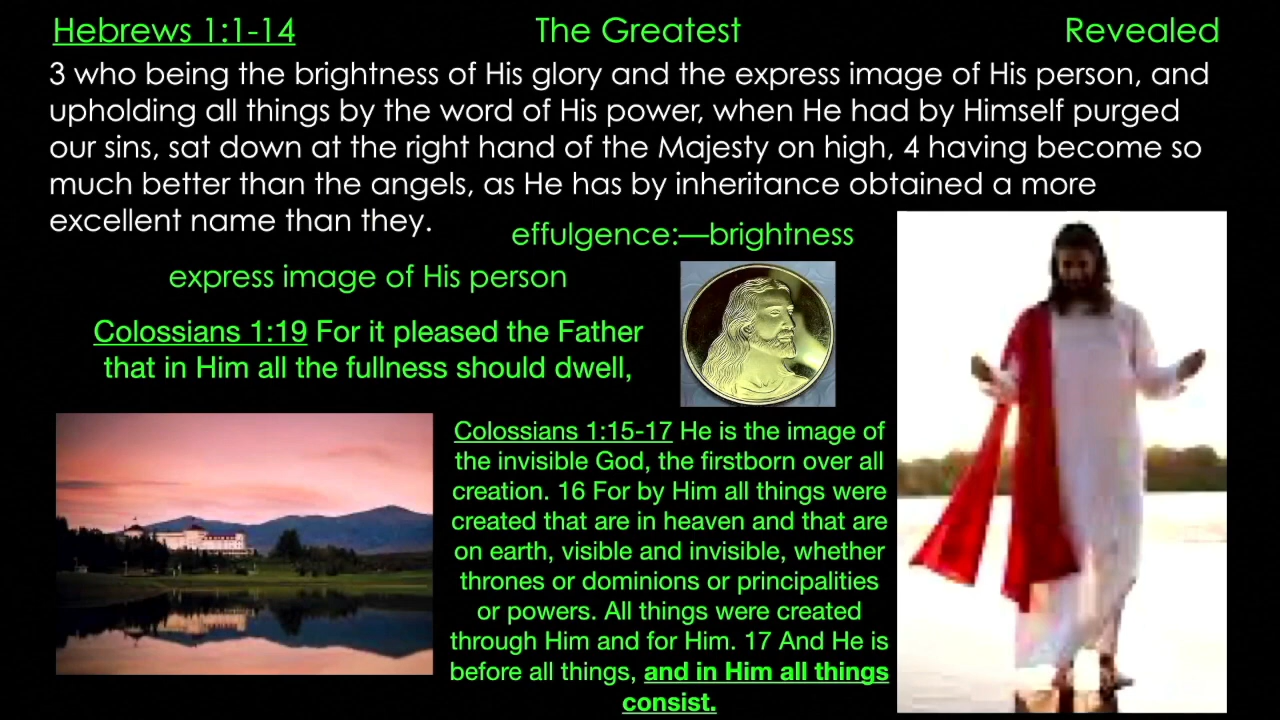 Hebrews 1:1-14 The Greatest Revealed
3 who being the brightness of His glory and the express image of His person, and
upholding all things by the word of His power, when He had by Himself purged
our sins, sat down at the right hand of the Majesty on high, 4 having become so
much better than the angels, as He has by inheritance obtained a more
excellent name than they.
effulgence:—brightness
express image of His person
Colossians 1:19 For it pleased the Father
that in Him all the fullness should dwell,
Colossians 1:15-17 He is the image of
the invisible God, the firstborn over all
creation. 16 For by Him all things were
created that are in heaven and that are
on earth, visible and invisible, whether
thrones or dominions or principalities
or powers. All things were created
through Him and for Him. 17 And He is
before all things, and in Him all things
consist.